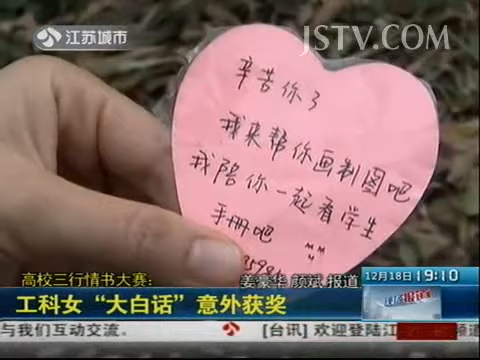 江苏城市
JSTV.COM
辛苦你了
我来帮你画制图吧
我陪你一起看学生
手册吧
高校三行情书大赛：
姜豪华 颜斌 报道
12月18日 19:10
工科女“大白话”意外获奖
与我们互动交流。 【台讯】欢迎登陆江